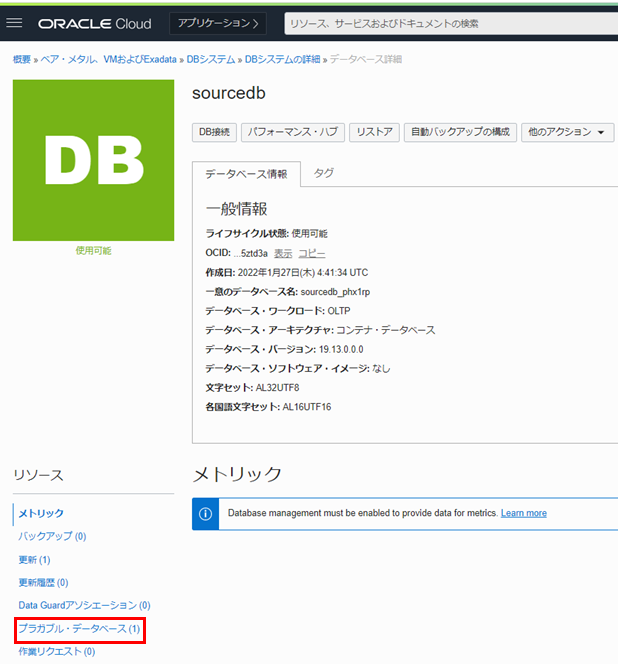 ORACLE Cloud アプリケーション リソース、サービスおよびドキュメントの検索
概要 » ベア・メタル、VMおよびExadata » DBシステム » DBシステムの詳細 » データベース詳細
DB
使用可能
sourcedb
DB接続 パフォーマンス・ハブ リストア 自動バックアップの構成 他のアクション
データベース情報 タグ
一般情報
ライフサイクル状態: 使用可能
OCID: ...5ztd3a 表示 コピー
作成日: 2022年1月27日(木) 4:41:34 UTC
一意のデータベース名: sourcedb_phx1rp
データベース・ワークロード: OLTP
データベース・アーキテクチャ: コンテナ・データベース
データベース・バージョン: 19.13.0.0.0
データベース・ソフトウェア・イメージ: なし
文字セット: AL32UTF8
各国語文字セット: AL16UTF16
リソース
メトリック
バックアップ (0)
更新 (1)
更新履歴 (0)
Data Guardアソシエーション (0)
プラガブル・データベース (1)
作業リクエスト (0)
メトリック
Database management must be enabled to provide data for metrics. Learn more